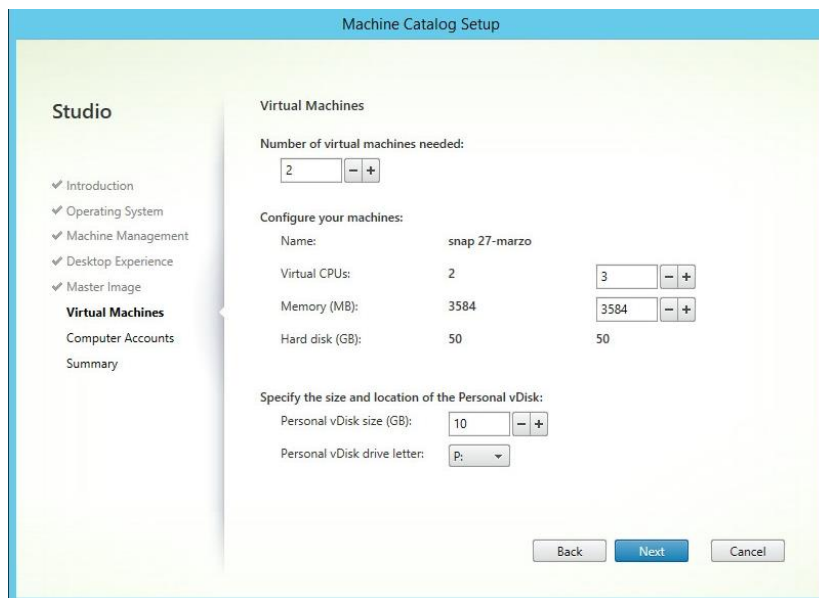 Machine Catalog Setup
Studio
Introduction
Operating System
Machine Management
Desktop Experience
Master Image
Virtual Machines
Computer Accounts
Summary
Virtual Machines
Number of virtual machines needed:
2 − +
Configure your machines:
Name: snap 27-marzo
Virtual CPUs: 2 3 − +
Memory (MB): 3584 3584 − +
Hard disk (GB): 50 50
Specify the size and location of the Personal vDisk:
Personal vDisk size (GB): 10 − +
Personal vDisk drive letter: P:
Back Next Cancel